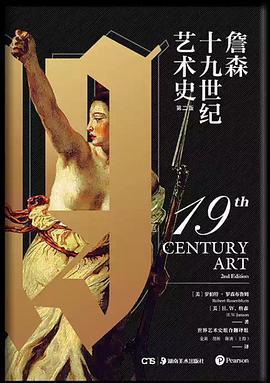 詹森
十九世纪
艺术史
第二版
19th
CENTURY
ART
2nd Edition
[美] 罗伯特·罗森布鲁姆
Robert Rosenblum
[美] H.W. 詹森
H.W Janson
著
世界艺术史组合翻译组
译
湖南美术出版社
Pearson